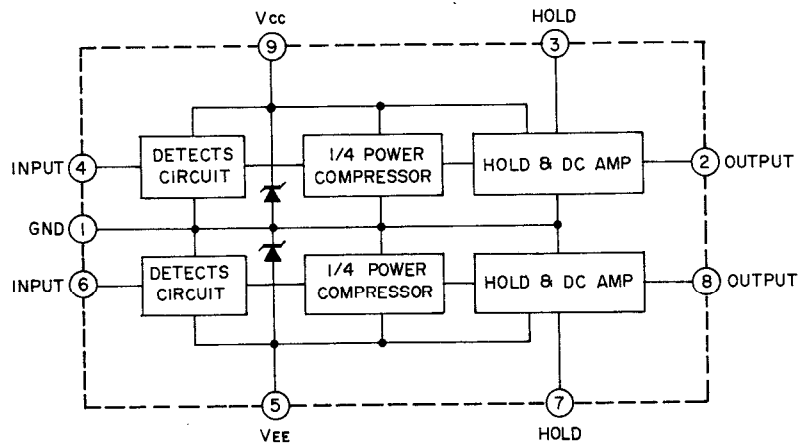 Vcc
HOLD
9
3
INPUT 4
DETECTS
CIRCUIT
1/4 POWER
COMPRESSOR
HOLD & DC AMP
2 OUTPUT
GND 1
INPUT 6
DETECTS
CIRCUIT
1/4 POWER
COMPRESSOR
HOLD & DC AMP
8 OUTPUT
5
7
VEE
HOLD